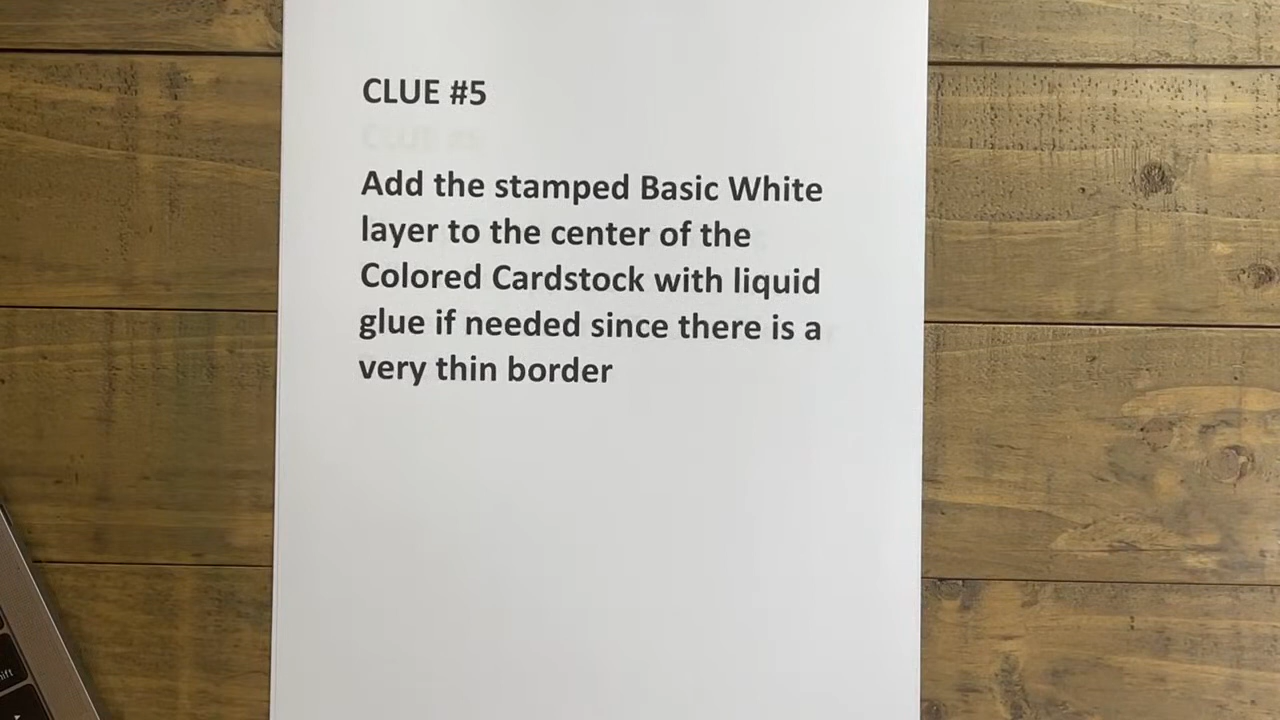 CLUE #5
Add the stamped Basic White
layer to the center of the
Colored Cardstock with liquid
glue if needed since there is a
very thin border